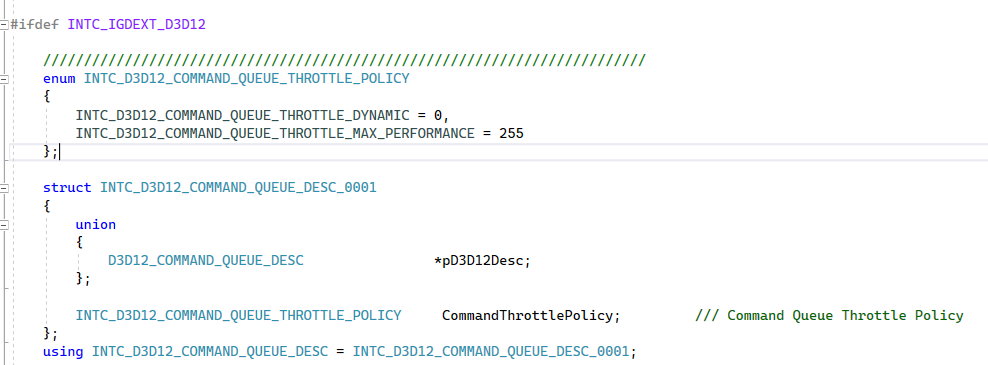 #ifdef INTC_IGDEXT_D3D12
//////////////////////////////////////////////////////////////////////////
enum INTC_D3D12_COMMAND_QUEUE_THROTTLE_POLICY
{
INTC_D3D12_COMMAND_QUEUE_THROTTLE_DYNAMIC = 0,
INTC_D3D12_COMMAND_QUEUE_THROTTLE_MAX_PERFORMANCE = 255
};
struct INTC_D3D12_COMMAND_QUEUE_DESC_0001
{
union
{
D3D12_COMMAND_QUEUE_DESC *pD3D12Desc;
};
INTC_D3D12_COMMAND_QUEUE_THROTTLE_POLICY CommandThrottlePolicy; /// Command Queue Throttle Policy
};
using INTC_D3D12_COMMAND_QUEUE_DESC = INTC_D3D12_COMMAND_QUEUE_DESC_0001;